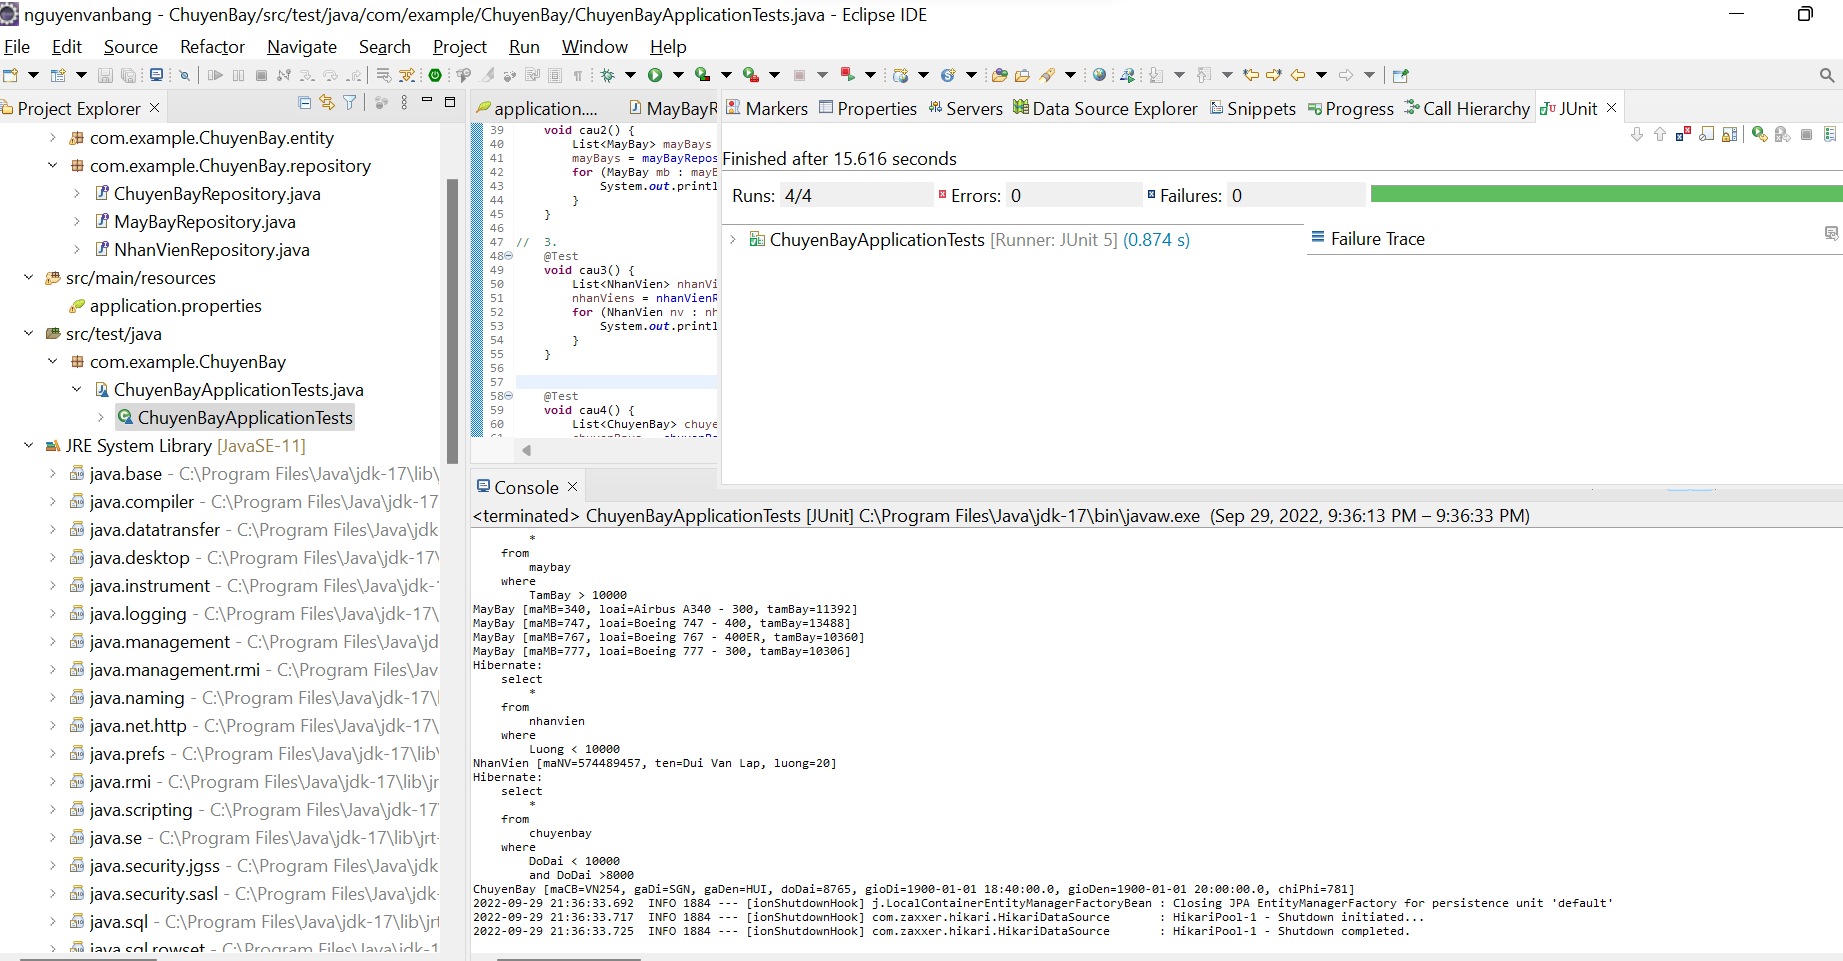 nguyenvanbang - ChuyenBay/src/test/java/com/example/ChuyenBay/ChuyenBayApplicationTests.java - Eclipse IDE
File Edit Source Refactor Navigate Search Project Run Window Help
Project Explorer
com.example.ChuyenBay.entity
com.example.ChuyenBay.repository
ChuyenBayRepository.java
MayBayRepository.java
NhanVienRepository.java
src/main/resources
application.properties
src/test/java
com.example.ChuyenBay
ChuyenBayApplicationTests.java
ChuyenBayApplicationTests
JRE System Library [JavaSE-11]
java.base - C:\Program Files\Java\jdk-17\lib\
java.compiler - C:\Program Files\Java\jdk-17
java.datatransfer - C:\Program Files\Java\jdk
java.desktop - C:\Program Files\Java\jdk-17\
java.instrument - C:\Program Files\Java\jdk-
java.logging - C:\Program Files\Java\jdk-17\
java.management - C:\Program Files\Java\jd
java.management.rmi - C:\Program Files\Jav
java.naming - C:\Program Files\Java\jdk-17\
java.net.http - C:\Program Files\Java\jdk-17\
java.prefs - C:\Program Files\Java\jdk-17\lib\
java.rmi - C:\Program Files\Java\jdk-17\lib\jr
java.scripting - C:\Program Files\Java\jdk-17
java.se - C:\Program Files\Java\jdk-17\lib\jrt-
java.security.jgss - C:\Program Files\Java\jdk
java.security.sasl - C:\Program Files\Java\jdk-
java.sql - C:\Program Files\Java\jdk-17\lib\jrt
java.sql.rowset - C:\Program Files\Java\jdk-1
application.... MayBayR
39 void cau2() {
40 List<MayBay> mayBays
41 mayBays = mayBayRepos
42 for (MayBay mb : mayB
43 System.out.printl
44 }
45 }
46
47 // 3.
48 @Test
49 void cau3() {
50 List<NhanVien> nhanVi
51 nhanViens = nhanVienR
52 for (NhanVien nv : nh
53 System.out.printl
54 }
55 }
56
57
58 @Test
59 void cau4() {
60 List<ChuyenBay> chuye
61
Markers Properties Servers Data Source Explorer Snippets Progress Call Hierarchy JUnit
Finished after 15.616 seconds
Runs: 4/4 Errors: 0 Failures: 0
ChuyenBayApplicationTests [Runner: JUnit 5] (0.874 s)
Failure Trace
Console
<terminated> ChuyenBayApplicationTests [JUnit] C:\Program Files\Java\jdk-17\bin\javaw.exe (Sep 29, 2022, 9:36:13 PM – 9:36:33 PM)
*
from
maybay
where
TamBay > 10000
MayBay [maMB=340, loai=Airbus A340 - 300, tamBay=11392]
MayBay [maMB=747, loai=Boeing 747 - 400, tamBay=13488]
MayBay [maMB=767, loai=Boeing 767 - 400ER, tamBay=10360]
MayBay [maMB=777, loai=Boeing 777 - 300, tamBay=10306]
Hibernate:
select
*
from
nhanvien
where
Luong < 10000
NhanVien [maNV=574489457, ten=Dui Van Lap, luong=20]
Hibernate:
select
*
from
chuyenbay
where
DoDai < 10000
and DoDai >8000
ChuyenBay [maCB=VN254, gaDi=SGN, gaDen=HUI, doDai=8765, gioDi=1900-01-01 18:40:00.0, gioDen=1900-01-01 20:00:00.0, chiPhi=781]
2022-09-29 21:36:33.692 INFO 1884 --- [ionShutdownHook] j.LocalContainerEntityManagerFactoryBean : Closing JPA EntityManagerFactory for persistence unit 'default'
2022-09-29 21:36:33.717 INFO 1884 --- [ionShutdownHook] com.zaxxer.hikari.HikariDataSource : HikariPool-1 - Shutdown initiated...
2022-09-29 21:36:33.725 INFO 1884 --- [ionShutdownHook] com.zaxxer.hikari.HikariDataSource : HikariPool-1 - Shutdown completed.